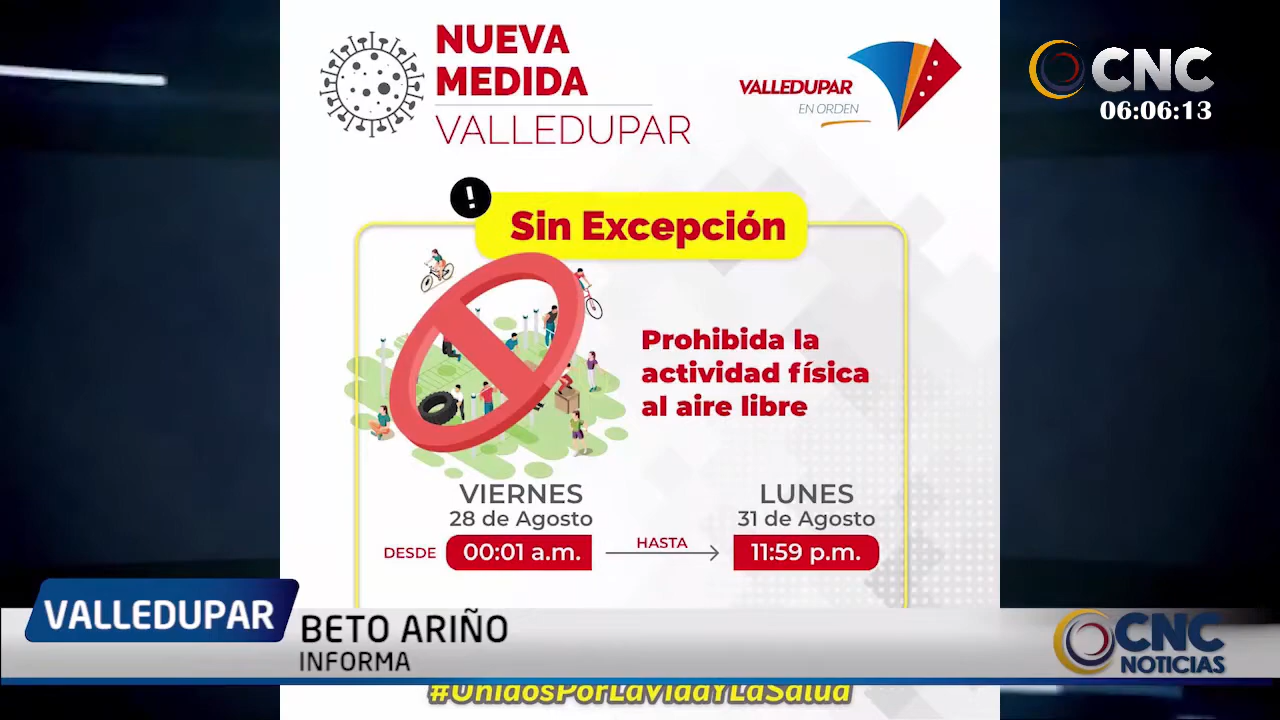 NUEVA
MEDIDA
VALLEDUPAR
VALLEDUPAR
EN ORDEN
CNC
06:06:13
!
Sin Excepción
Prohibida la
actividad física
al aire libre
VIERNES
28 de Agosto
DESDE 00:01 a.m.
HASTA
LUNES
31 de Agosto
11:59 p.m.
VALLEDUPAR
BETO ARIÑO
INFORMA
CNC
NOTICIAS
#UnidosPorLaVidaYLaSalud